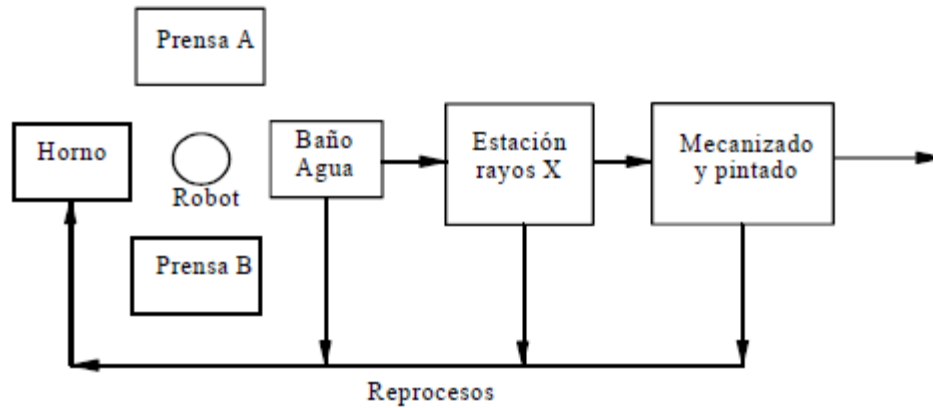 Prensa A
Horno
Robot
Baño
Agua
Estación
rayos X
Mecanizado
y pintado
Prensa B
Reprocesos